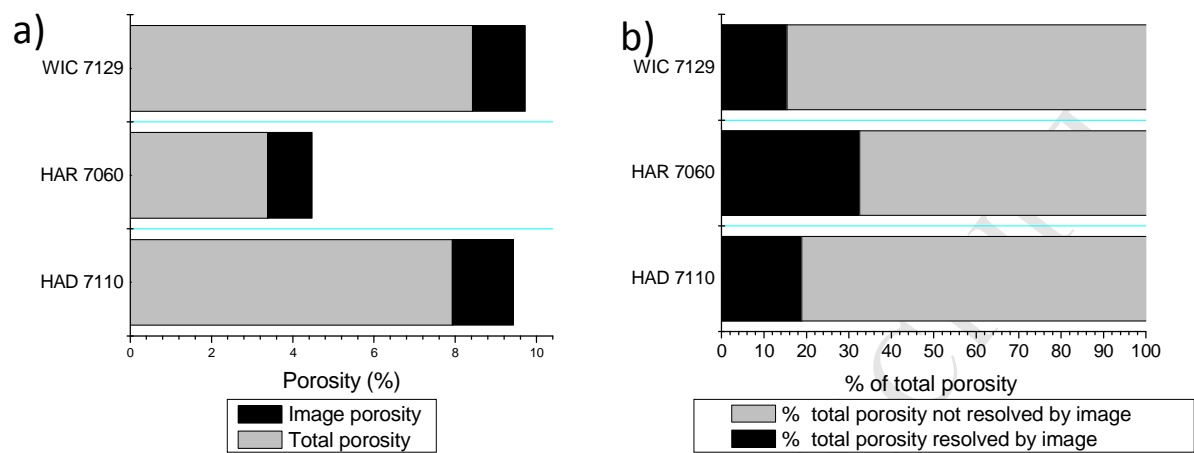 a)
WIC 7129
HAR 7060
HAD 7110
0 2 4 6 8 10
Porosity (%)
Image porosity
Total porosity
b)
WIC 7129
HAR 7060
HAD 7110
0 10 20 30 40 50 60 70 80 90 100
% of total porosity
% total porosity not resolved by image
% total porosity resolved by image